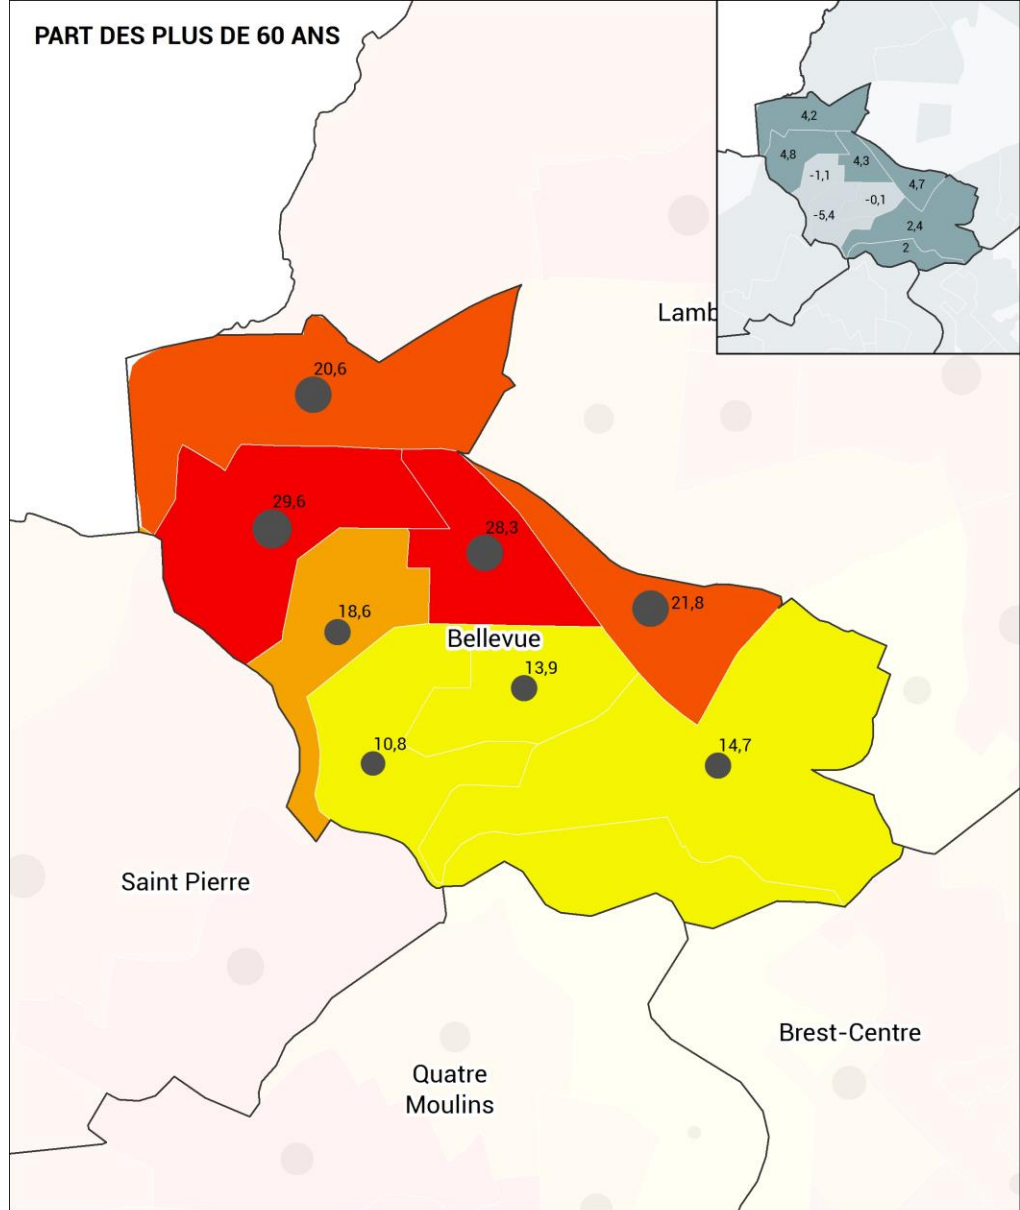 PART DES PLUS DE 60 ANS
4,2
4,8
4,3
-1,1
4,7
-0,1
-5,4
2,4
2
Lamb
20,6
29,6
28,3
21,8
18,6
Bellevue
13,9
10,8
14,7
Saint Pierre
Brest-Centre
Quatre
Moulins